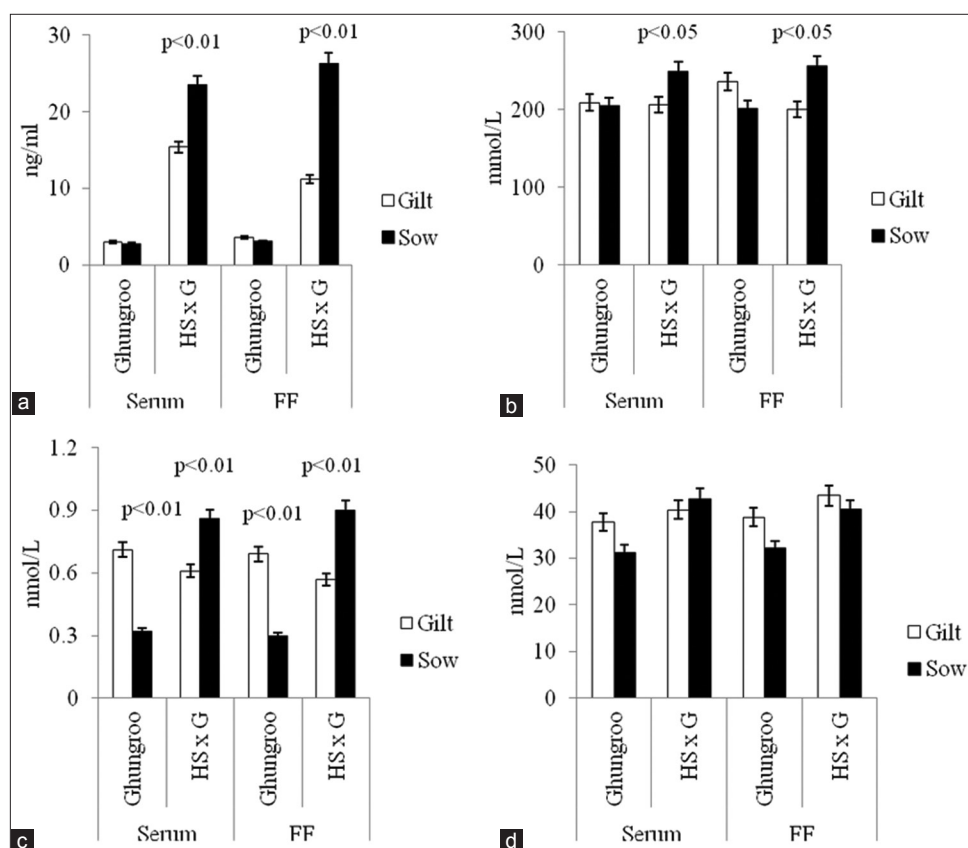 ng/ml
30
20
10
0
p<0.01
p<0.01
Gilt
Sow
Ghungroo
HS x G
Ghungroo
HS x G
Serum
FF
a
mmol/L
300
200
100
0
p<0.05
p<0.05
Gilt
Sow
Ghungroo
HS x G
Ghungroo
HS x G
Serum
FF
b
nmol/L
1.2
0.9
0.6
0.3
0
p<0.01
p<0.01
p<0.01
p<0.01
Gilt
Sow
Ghungroo
HS x G
Ghungroo
HS x G
Serum
FF
c
nmol/L
50
40
30
20
10
0
Gilt
Sow
Ghungroo
HS x G
Ghungroo
HS x G
Serum
FF
d